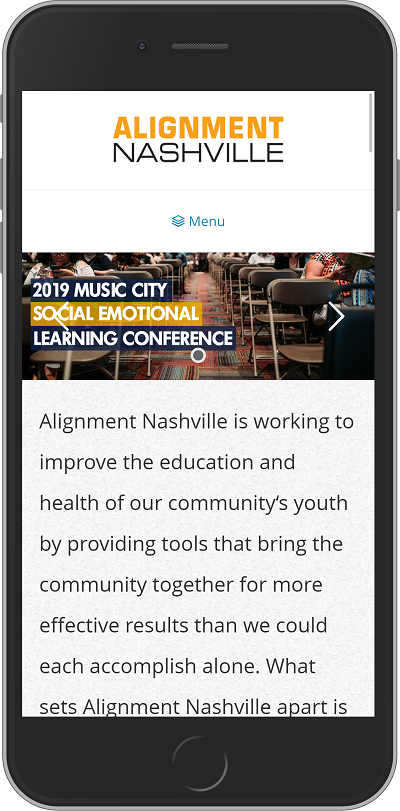 ALIGNMENT
NASHVILLE
Menu
2019 MUSIC CITY
SOCIAL EMOTIONAL
LEARNING CONFERENCE
Alignment Nashville is working to
improve the education and
health of our community‘s youth
by providing tools that bring the
community together for more
effective results than we could
each accomplish alone. What
sets Alignment Nashville apart is